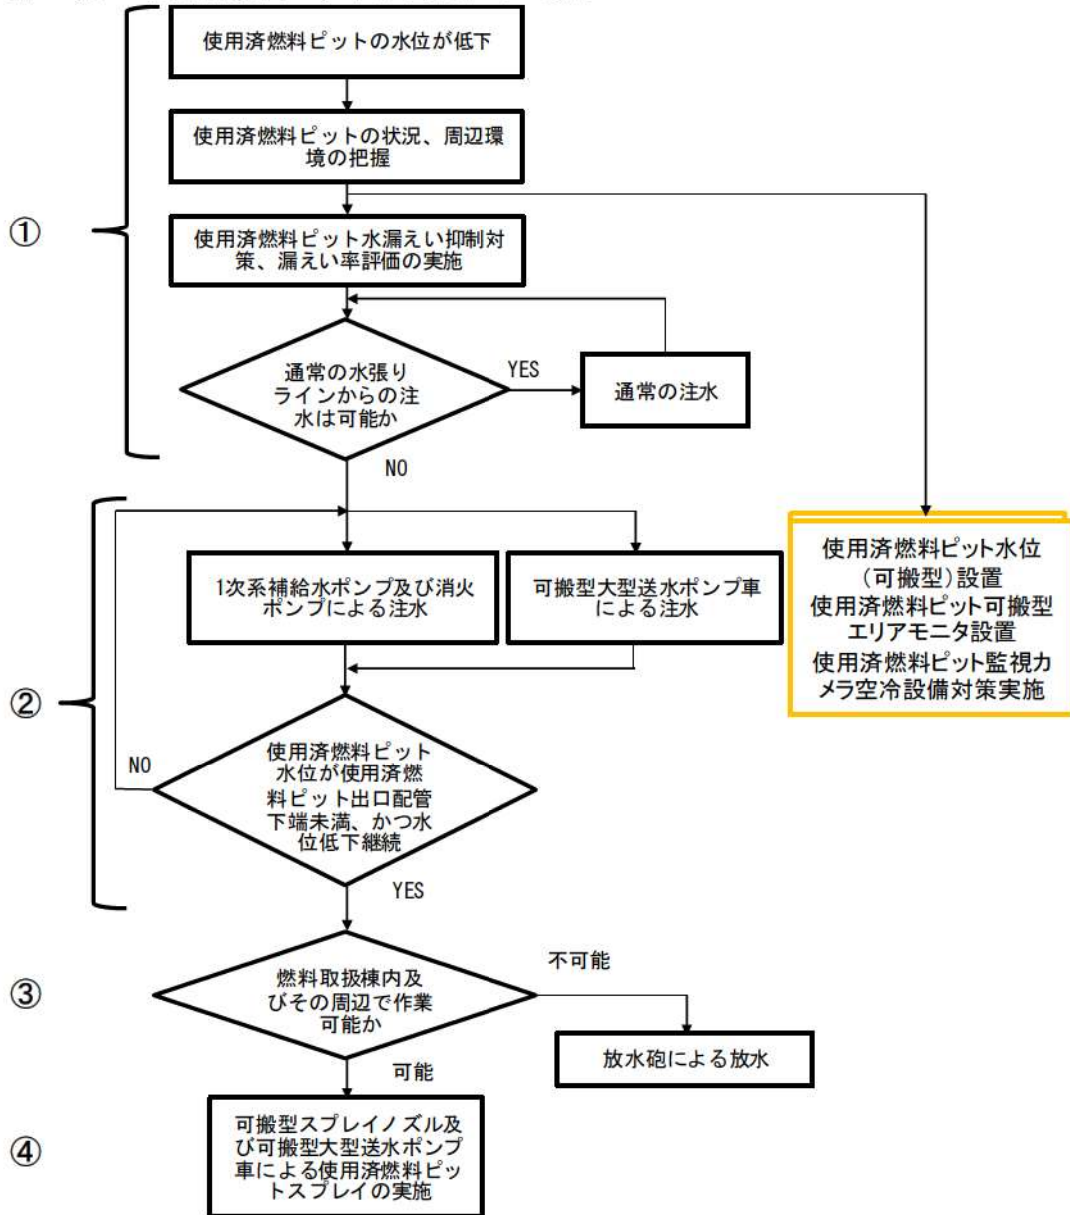 使用済燃料ピットの水位が低下
使用済燃料ピットの状況、周辺環
境の把握
①
使用済燃料ピット水漏えい抑制対
策、漏えい率評価の実施
通常の水張り
ラインからの注
水は可能か
YES
通常の注水
NO
1次系補給水ポンプ及び消火
ポンプによる注水
可搬型大型送水ポンプ車
による注水
使用済燃料ピット水位
(可搬型)設置
使用済燃料ピット可搬型
エリアモニタ設置
使用済燃料ピット監視カ
メラ空冷設備対策実施
②
使用済燃料ピット
水位が使用済燃
料ピット出口配管
下端未満、かつ水
位低下継続
NO
YES
③
燃料取扱棟内及
びその周辺で作業
可能か
不可能
放水砲による放水
可能
④
可搬型スプレイノズル及
び可搬型大型送水ポンプ
車による使用済燃料ピッ
トスプレイの実施